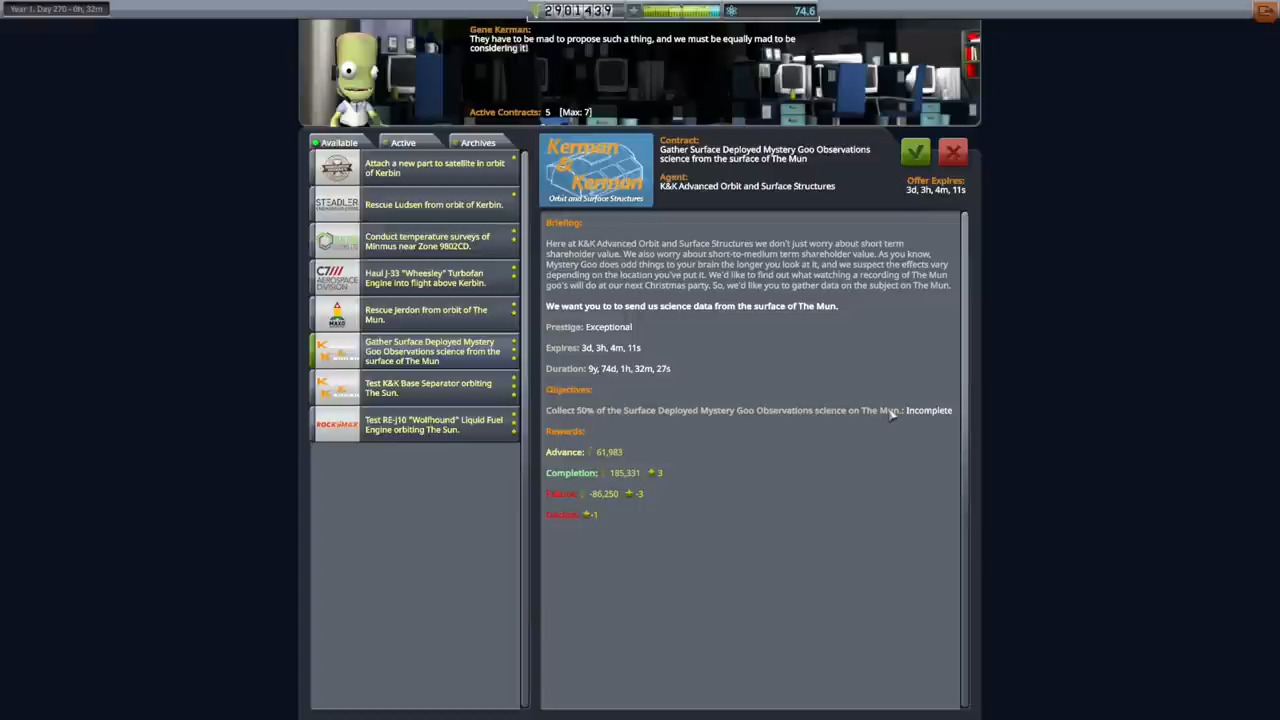 Year 1, Day 270 - 0h, 32m
2901439
74.6
Gene Kerman:
They have to be mad to propose such a thing, and we must be equally mad to be
considering it!
Active Contracts: 5 [Max: 7]
Available
Active
Archives
Attach a new part to satellite in orbit
of Kerbin
STEADLER
Rescue Ludsen from orbit of Kerbin.
Conduct temperature surveys of
Minmus near Zone 9802CD.
C7
AEROSPACE
DIVISION
Haul J-33 "Wheesley" Turbofan
Engine into flight above Kerbin.
Rescue Jerdon from orbit of The
Mun.
Gather Surface Deployed Mystery
Goo Observations science from the
surface of The Mun
Test K&K Base Separator orbiting
The Sun.
ROCKOMAX
Test RE-J10 "Wolfhound" Liquid Fuel
Engine orbiting The Sun.
Kerman
&
Kerman
Orbit and Surface Structures
Contract:
Gather Surface Deployed Mystery Goo Observations
science from the surface of The Mun
Agent:
K&K Advanced Orbit and Surface Structures
Offer Expires:
3d, 3h, 4m, 11s
Briefing:
Here at K&K Advanced Orbit and Surface Structures we don't just worry about short term
shareholder value. We also worry about short-to-medium term shareholder value. As you know,
Mystery Goo does odd things to your brain the longer you look at it, and we suspect the effects vary
depending on the location you've put it. We'd like to find out what watching a recording of The Mun
goo's will do at our next Christmas party. So, we'd like you to gather data on the subject on The Mun.
We want you to to send us science data from the surface of The Mun.
Prestige: Exceptional
Expires: 3d, 3h, 4m, 11s
Duration: 9y, 74d, 1h, 32m, 27s
Objectives:
Collect 50% of the Surface Deployed Mystery Goo Observations science on The Mun.: Incomplete
Rewards:
Advance: 61,983
Completion: 185,331 3
Failure: -86,250 -3
Decline: -1